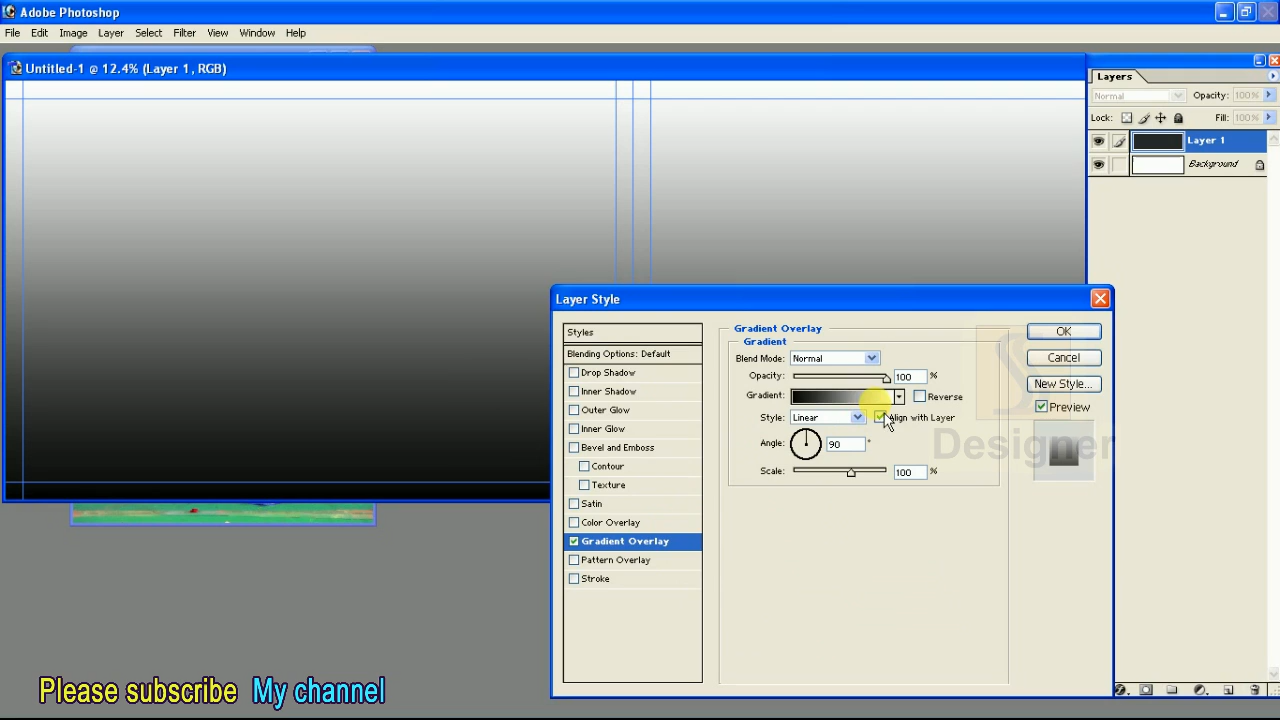 Adobe Photoshop
File Edit Image Layer Select Filter View Window Help
Untitled-1 @ 12.4% (Layer 1, RGB)
Layers
Normal Opacity: 100%
Lock: Fill: 100%
Layer 1
Background
Layer Style
Styles
Blending Options: Default
Drop Shadow
Inner Shadow
Outer Glow
Inner Glow
Bevel and Emboss
Contour
Texture
Satin
Color Overlay
Gradient Overlay
Pattern Overlay
Stroke
Gradient Overlay
Gradient
Blend Mode: Normal
Opacity: 100 %
Gradient: Reverse
Style: Linear Align with Layer
Angle: 90 °
Scale: 100 %
OK
Cancel
New Style...
Preview
Designer
Please subscribe My channel